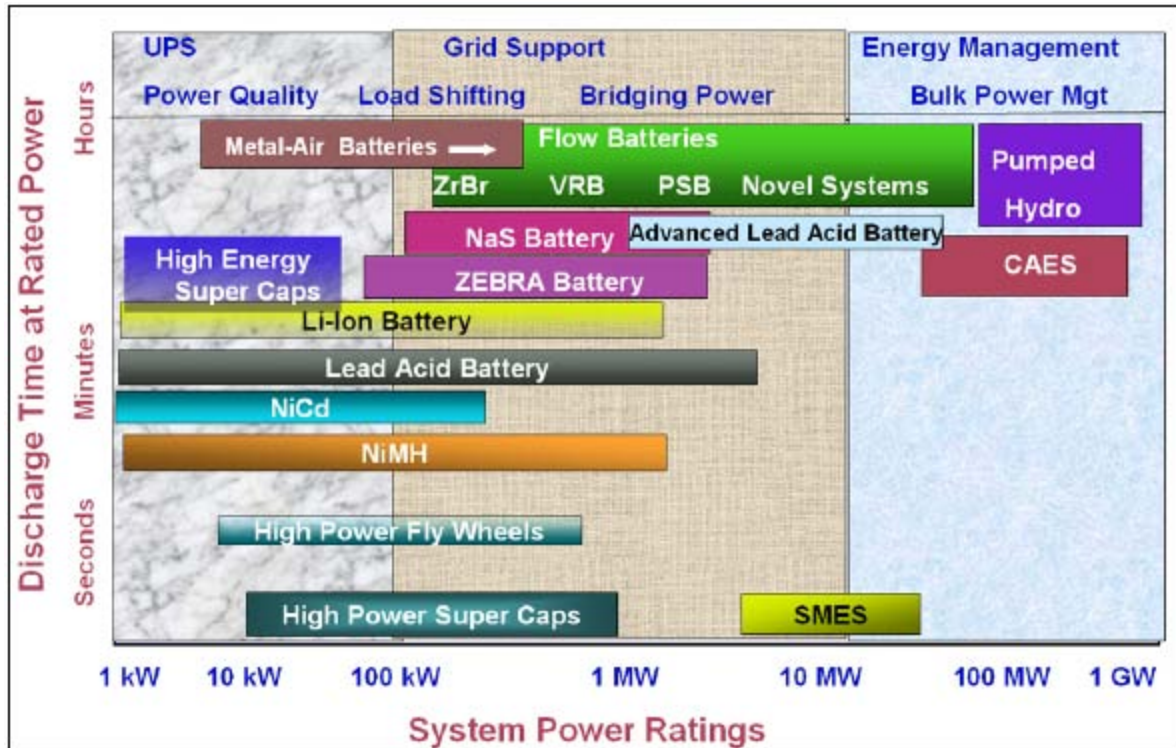 UPS Grid Support Energy Management
Power Quality Load Shifting Bridging Power Bulk Power Mgt
Discharge Time at Rated Power
Hours
Minutes
Seconds
Metal-Air Batteries
Flow Batteries
ZrBr VRB PSB Novel Systems
Pumped
Hydro
NaS Battery
Advanced Lead Acid Battery
High Energy
Super Caps
ZEBRA Battery
CAES
Li-Ion Battery
Lead Acid Battery
NiCd
NiMH
High Power Fly Wheels
High Power Super Caps
SMES
1 kW 10 kW 100 kW 1 MW 10 MW 100 MW 1 GW
System Power Ratings